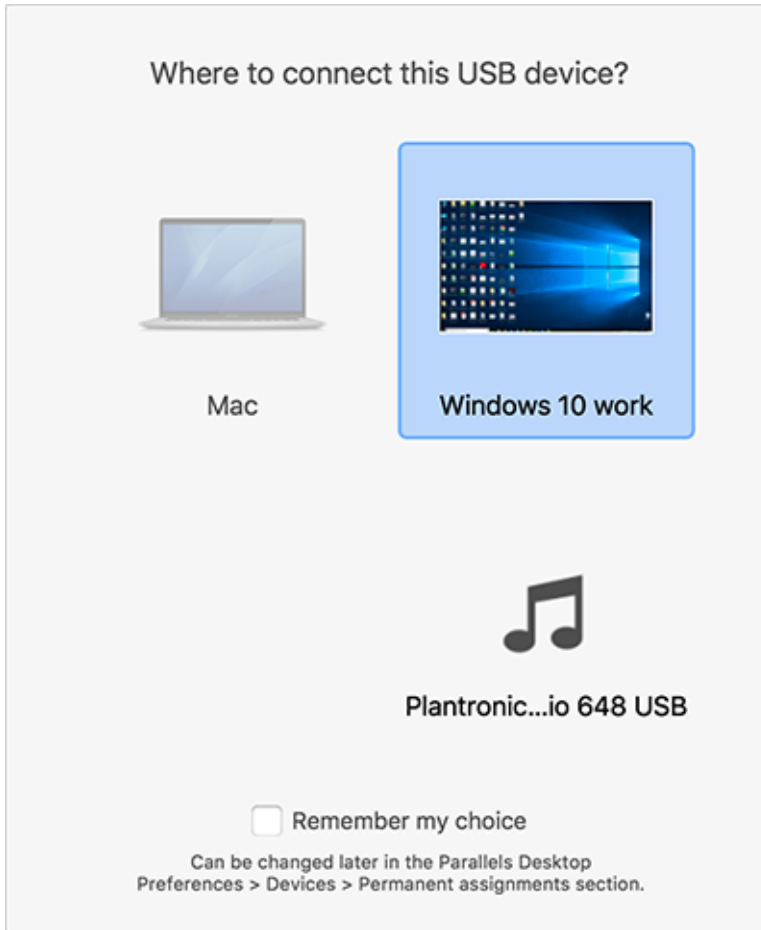 Where to connect this USB device?
Mac
Windows 10 work
Plantronic...io 648 USB
Remember my choice
Can be changed later in the Parallels Desktop
Preferences > Devices > Permanent assignments section.